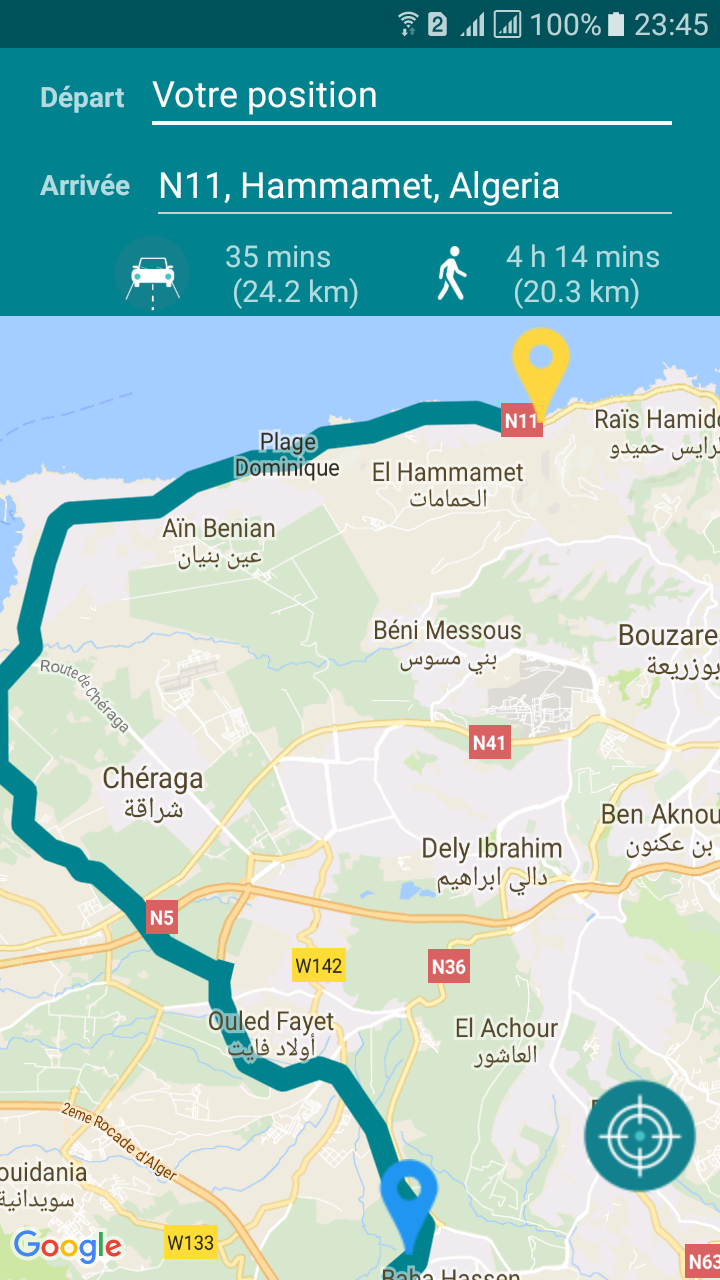 2 100% 23:45
Départ Votre position
Arrivée N11, Hammamet, Algeria
35 mins
(24.2 km)
4 h 14 mins
(20.3 km)
N11
Raïs Hamido
رايس حميدو
Plage
Dominique
El Hammamet
الحمامات
Aïn Benian
عين بنيان
Béni Messous
بني مسوس
Bouzare
بوزريعة
Route de Chéraga
N41
Chéraga
شراقة
Ben Aknou
بن عكنون
Dely Ibrahim
دالي ابراهيم
N5
W142
N36
Ouled Fayet
أولاد فايت
El Achour
العاشور
2eme Rocade d'Alger
ouidania
سويدانية
Google
W133
N63
Baba Hassen